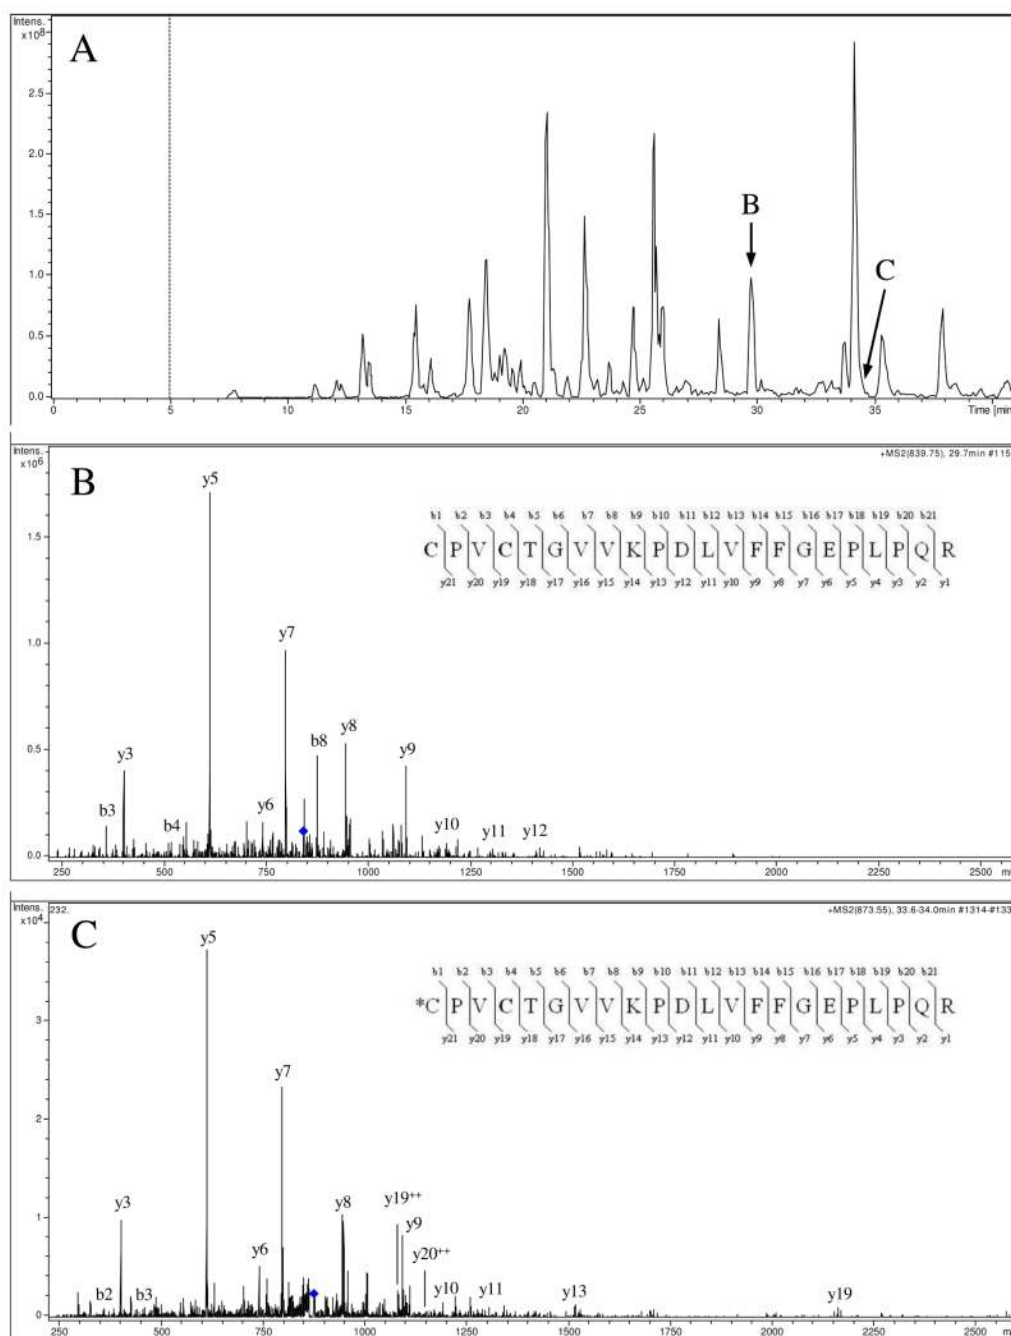 Intens.
x10⁸
A
2.5
2.0
B
1.5
C
1.0
0.5
0.0
0 5 10 15 20 25 30 35 Time [min
Intens.
x10⁶
+MS2(839.75), 29.7min #115
B
y5
b1 b2 b3 b4 b5 b6 b7 b8 b9 b10 b11 b12 b13 b14 b15 b16 b17 b18 b19 b20 b21
C P V C T G V V K P D L V F F G E P L P Q R
y21 y20 y19 y18 y17 y16 y15 y14 y13 y12 y11 y10 y9 y8 y7 y6 y5 y4 y3 y2 y1
1.5
y7
1.0
y8
0.5
y3 b8 y9
b3 b4 y6 y10 y11 y12
0.0
250 500 750 1000 1250 1500 1750 2000 2250 2500
Intens.
x10⁴
232.
+MS2(873.55), 33.6-34.0min #1314-#133
C
y5
b1 b2 b3 b4 b5 b6 b7 b8 b9 b10 b11 b12 b13 b14 b15 b16 b17 b18 b19 b20 b21
*C P V C T G V V K P D L V F F G E P L P Q R
y21 y20 y19 y18 y17 y16 y15 y14 y13 y12 y11 y10 y9 y8 y7 y6 y5 y4 y3 y2 y1
3
y7
2
y3 y8 y19⁺⁺
1
y9
y6 y20⁺⁺
b2 b3 y10 y11 y13 y19
0
250 500 750 1000 1250 1500 1750 2000 2250 2500